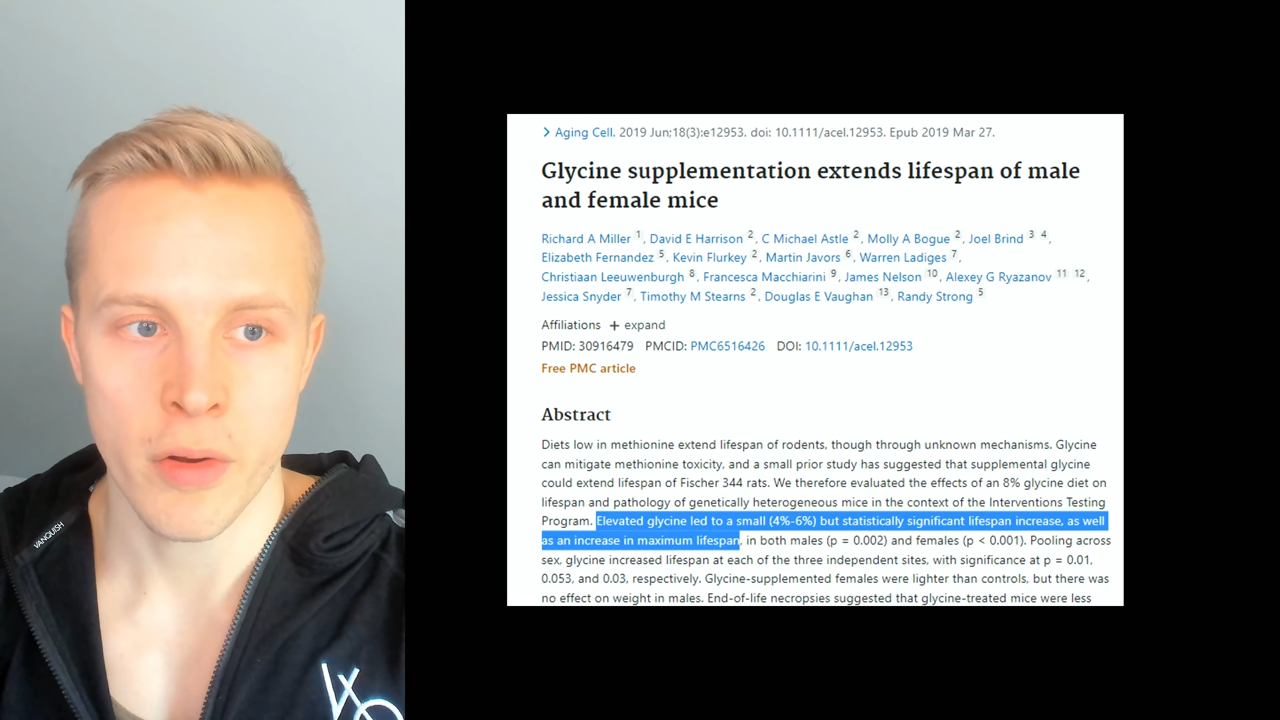 VANQUISH
Aging Cell. 2019 Jun;18(3):e12953. doi: 10.1111/acel.12953. Epub 2019 Mar 27.
Glycine supplementation extends lifespan of male
and female mice
Richard A Miller 1, David E Harrison 2, C Michael Astle 2, Molly A Bogue 2, Joel Brind 3 4,
Elizabeth Fernandez 5, Kevin Flurkey 2, Martin Javors 6, Warren Ladiges 7,
Christiaan Leeuwenburgh 8, Francesca Macchiarini 9, James Nelson 10, Alexey G Ryazanov 11 12,
Jessica Snyder 7, Timothy M Stearns 2, Douglas E Vaughan 13, Randy Strong 5
Affiliations + expand
PMID: 30916479 PMCID: PMC6516426 DOI: 10.1111/acel.12953
Free PMC article
Abstract
Diets low in methionine extend lifespan of rodents, though through unknown mechanisms. Glycine
can mitigate methionine toxicity, and a small prior study has suggested that supplemental glycine
could extend lifespan of Fischer 344 rats. We therefore evaluated the effects of an 8% glycine diet on
lifespan and pathology of genetically heterogeneous mice in the context of the Interventions Testing
Program. Elevated glycine led to a small (4%-6%) but statistically significant lifespan increase, as well
as an increase in maximum lifespan, in both males (p = 0.002) and females (p < 0.001). Pooling across
sex, glycine increased lifespan at each of the three independent sites, with significance at p = 0.01,
0.053, and 0.03, respectively. Glycine-supplemented females were lighter than controls, but there was
no effect on weight in males. End-of-life necropsies suggested that glycine-treated mice were less